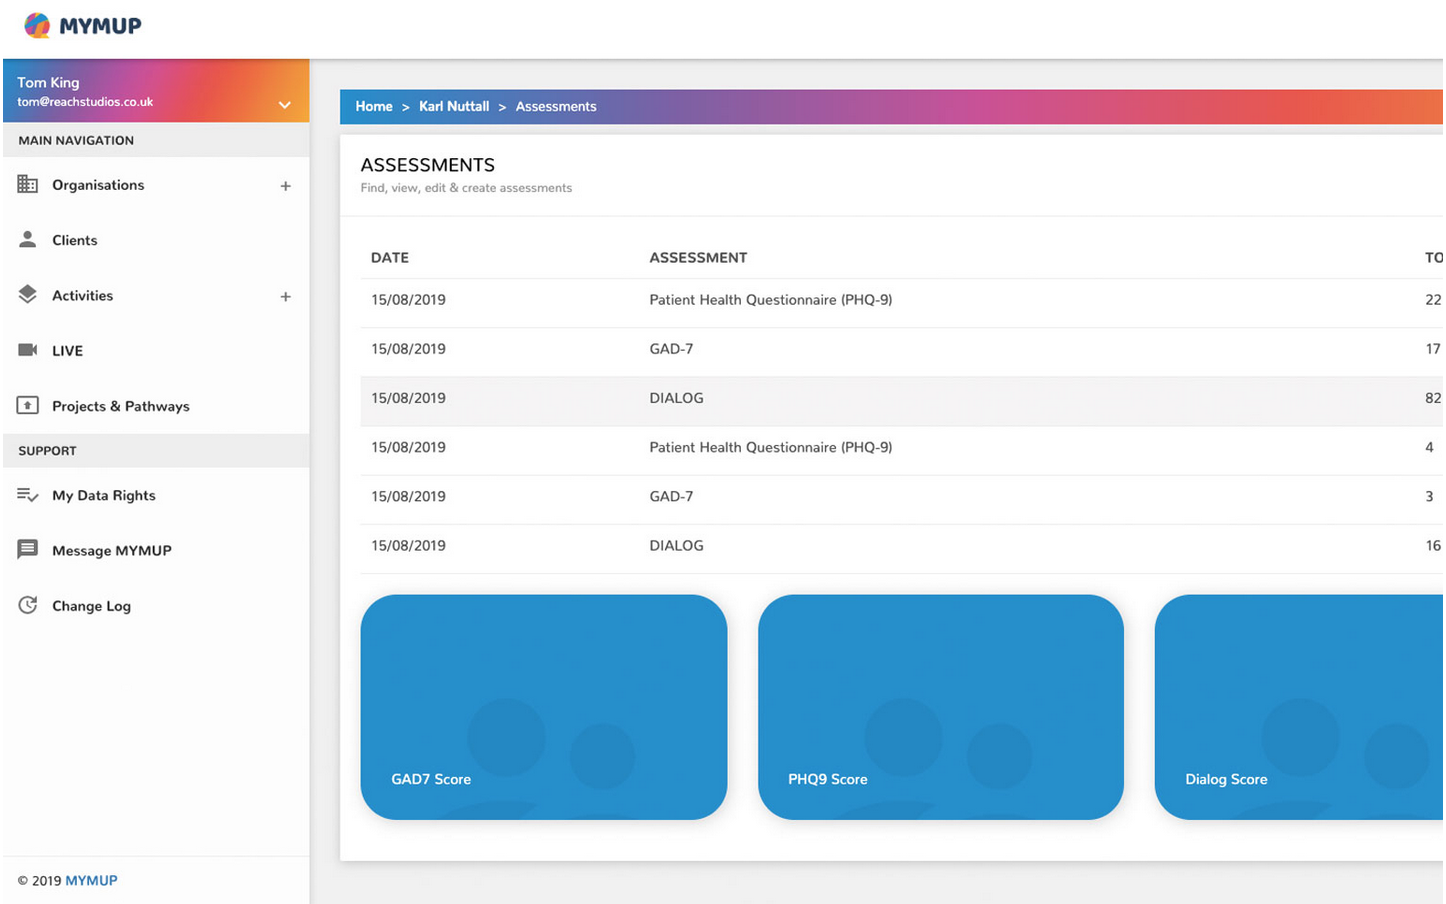 MYMUP
Tom King
tom@reachstudios.co.uk
MAIN NAVIGATION
Organisations +
Clients
Activities +
LIVE
Projects & Pathways
SUPPORT
My Data Rights
Message MYMUP
Change Log
© 2019 MYMUP
Home > Karl Nuttall > Assessments
ASSESSMENTS
Find, view, edit & create assessments
DATE ASSESSMENT TO
15/08/2019 Patient Health Questionnaire (PHQ-9) 22
15/08/2019 GAD-7 17
15/08/2019 DIALOG 82
15/08/2019 Patient Health Questionnaire (PHQ-9) 4
15/08/2019 GAD-7 3
15/08/2019 DIALOG 16
GAD7 Score
PHQ9 Score
Dialog Score